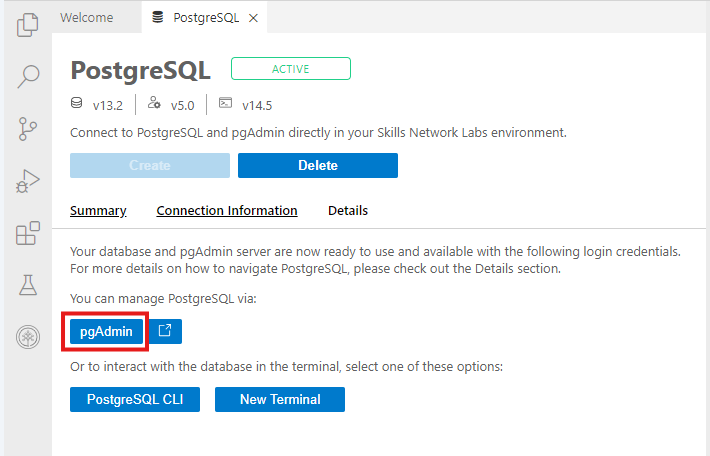 Welcome
PostgreSQL
PostgreSQL
ACTIVE
v13.2
v5.0
v14.5
Connect to PostgreSQL and pgAdmin directly in your Skills Network Labs environment.
Create
Delete
Summary
Connection Information
Details
Your database and pgAdmin server are now ready to use and available with the following login credentials.
For more details on how to navigate PostgreSQL, please check out the Details section.
You can manage PostgreSQL via:
pgAdmin
Or to interact with the database in the terminal, select one of these options:
PostgreSQL CLI
New Terminal